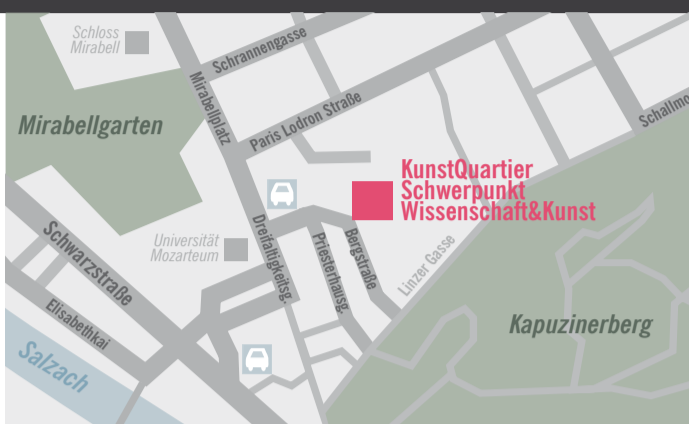 Schloss
Mirabell
Schrannengasse
Mirabellplatz
Paris Lodron Straße
Schallmo
Mirabellgarten
KunstQuartier
Schwerpunkt
Wissenschaft&Kunst
Universität
Mozarteum
Dreifaltigkeitsg.
Priesterhausg.
Bergstraße
Linzer Gasse
Schwarzstraße
Elisabethkai
Salzach
Kapuzinerberg